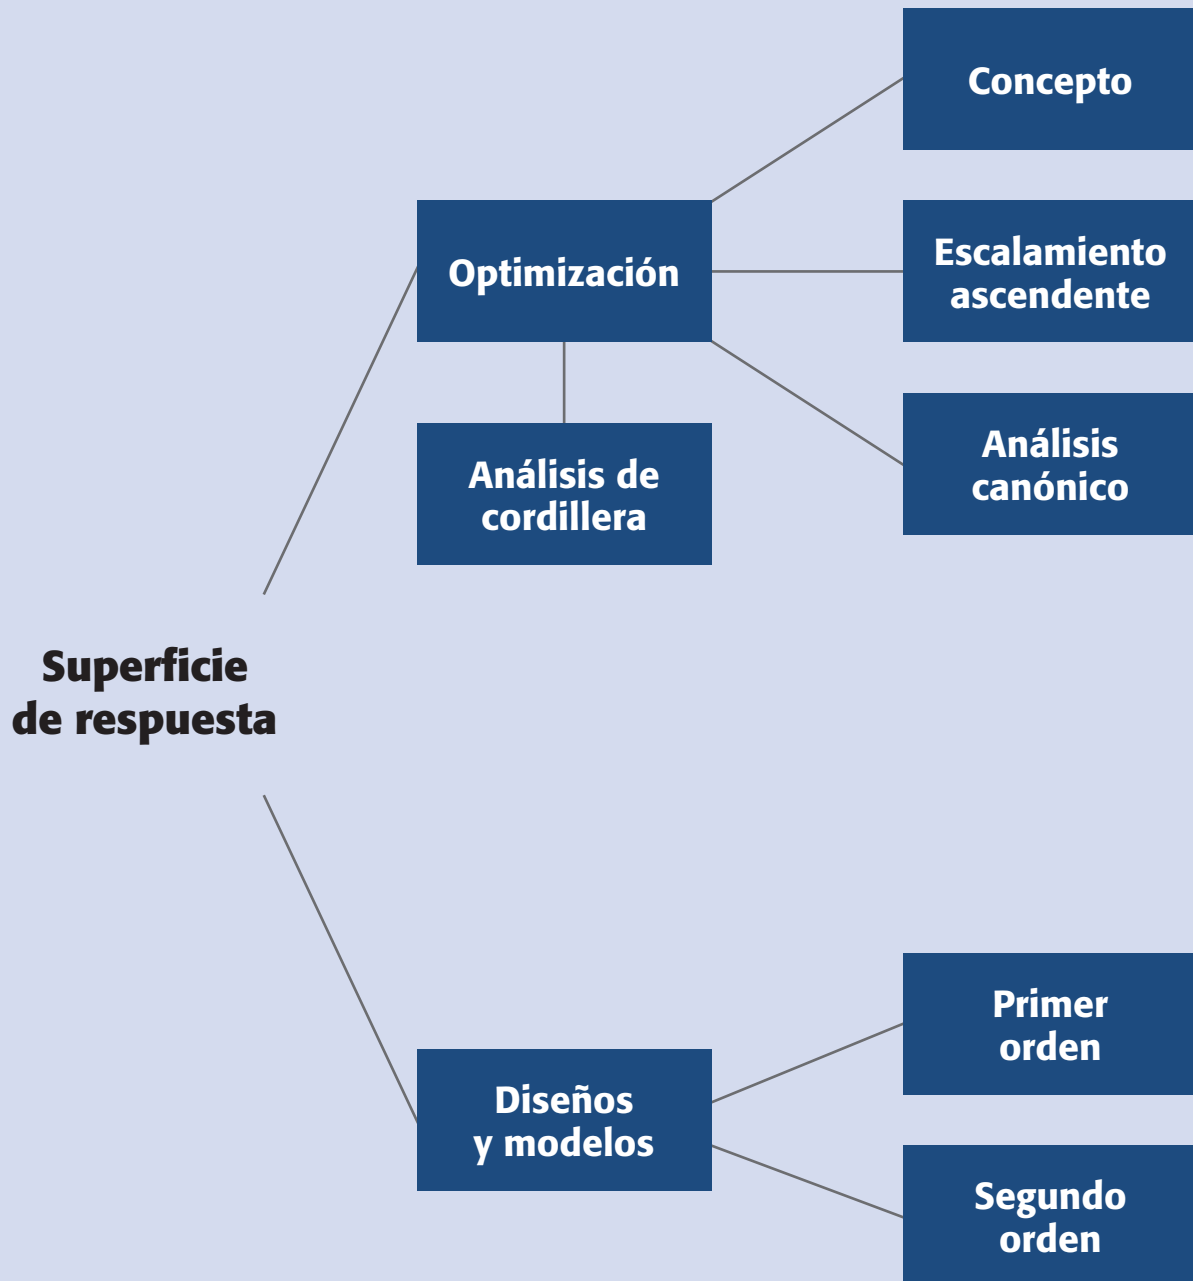 Concepto
Optimización
Escalamiento
ascendente
Análisis
canónico
Análisis de
cordillera
Superficie
de respuesta
Diseños
y modelos
Primer
orden
Segundo
orden